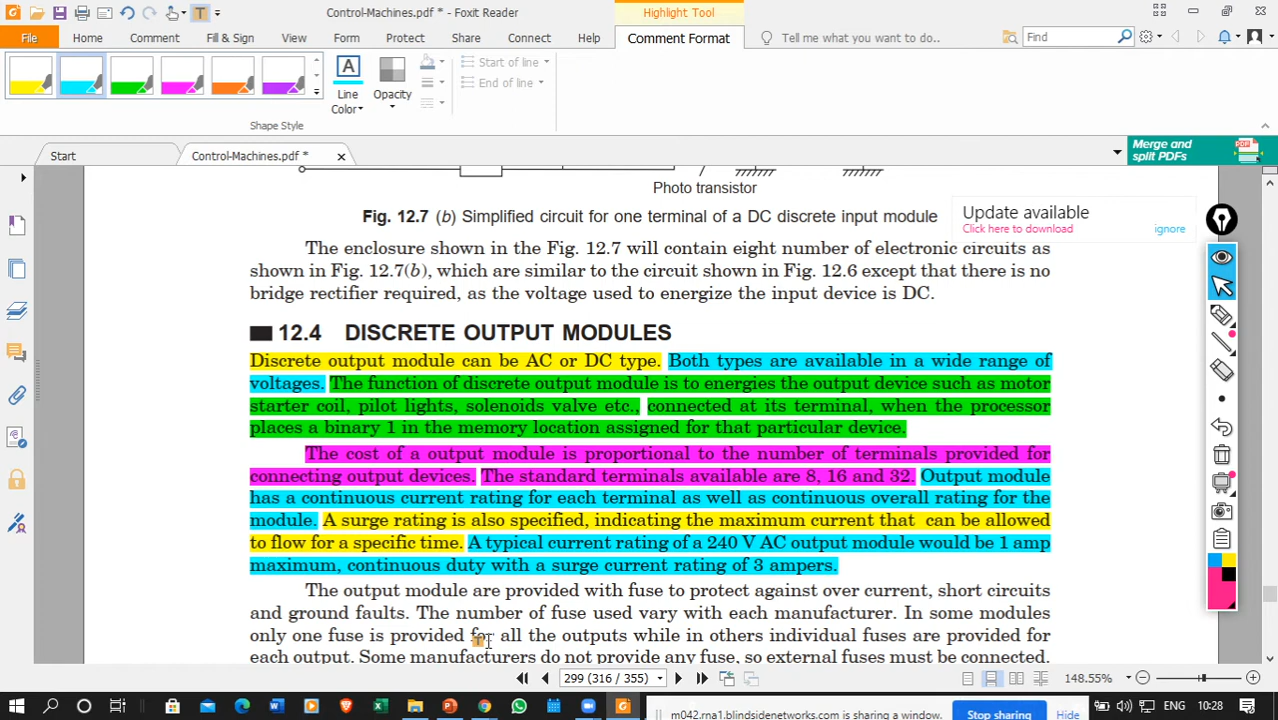 Control-Machines.pdf * - Foxit Reader
Highlight Tool
File
Home
Comment
Fill & Sign
View
Form
Protect
Share
Connect
Help
Comment Format
Tell me what you want to do..
Find
Line
Color
Opacity
Start of line
End of line
Shape Style
Start
Control-Machines.pdf *
Merge and
split PDFs
Photo transistor
Fig. 12.7 (b) Simplified circuit for one terminal of a DC discrete input module
Update available
Click here to download
ignore
The enclosure shown in the Fig. 12.7 will contain eight number of electronic circuits as
shown in Fig. 12.7(b), which are similar to the circuit shown in Fig. 12.6 except that there is no
bridge rectifier required, as the voltage used to energize the input device is DC.
12.4 DISCRETE OUTPUT MODULES
Discrete output module can be AC or DC type. Both types are available in a wide range of
voltages. The function of discrete output module is to energies the output device such as motor
starter coil, pilot lights, solenoids valve etc., connected at its terminal, when the processor
places a binary 1 in the memory location assigned for that particular device.
The cost of a output module is proportional to the number of terminals provided for
connecting output devices. The standard terminals available are 8, 16 and 32. Output module
has a continuous current rating for each terminal as well as continuous overall rating for the
module. A surge rating is also specified, indicating the maximum current that can be allowed
to flow for a specific time. A typical current rating of a 240 V AC output module would be 1 amp
maximum, continuous duty with a surge current rating of 3 ampers.
The output module are provided with fuse to protect against over current, short circuits
and ground faults. The number of fuse used vary with each manufacturer. In some modules
only one fuse is provided for all the outputs while in others individual fuses are provided for
each output. Some manufacturers do not provide any fuse, so external fuses must be connected.
299 (316 / 355)
148.55%
m042.rna1.blindsidenetworks.com is sharing a window.
Stop sharing
Hide
ENG
10:28